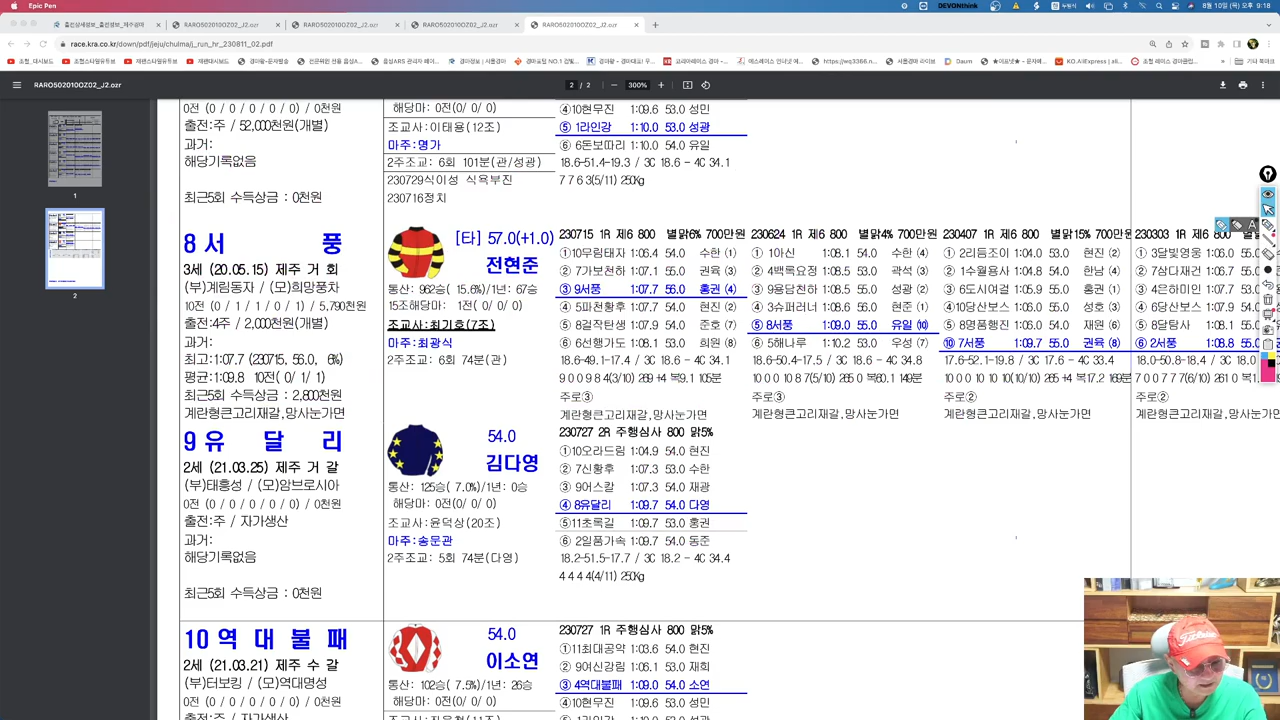 Epic Pen
DEVONthink
8월 10일 (목) 오후 9:18
RARO502010OZ02_J2.ozr
RARO502010OZ02_J2.ozr
RARO502010OZ02_J2.ozr
RARO502010OZ02_J2.ozr
race.kra.co.kr/down/pdf/jeju/chulma/j_run_hr_230811_02.pdf
RARO502010OZ02_J2.ozr
2 / 2
300%
1
2
0전 (0 / 0 / 0 / 0 / 0) / 0천원
출전:주 / 52,000천원(개별)
과거:
해당기록없음
최근5회 수득상금 : 0천원
해당마: 0전(0/ 0/ 0)
조교사:이태용(12조)
마주:명가
2주조교: 6회 101분(관/성광)
230729식이성 식욕부진
230716정치
④10현무진 1:09.6 53.0 성민
⑤ 1라인강 1:10.0 53.0 성광
⑥ 6돈보따리 1:10.0 54.0 유일
18.6-51.4-19.3 / 3C 18.6 - 4C 34.1
7 7 6 3(5/11) 250Kg
8 서 풍
3세 (20.05.15) 제주 거 회
(부)계림동자 / (모)희망풍차
10전 (0 / 1 / 1 / 0 / 1) / 5,790천원
출전:4주 / 2,000천원(개별)
과거:
최고:1:07.7 (230715, 56.0, 6%)
평균:1:09.8 10전( 0/ 1/ 1)
최근5회 수득상금 : 2,800천원
계란형큰고리재갈,망사눈가면
[타] 57.0(+1.0)
전현준
통산: 962승( 15.6%)/1년: 67승
15조해당마: 1전( 0/ 0/ 0)
조교사:최기호(7조)
마주:최광식
2주조교: 6회 74분(관)
230715 1R 제6 800 별맑6% 700만원
①10무림태자 1:06.4 54.0 수한 (1)
② 7가보천하 1:07.1 55.0 권육 (3)
③ 9서풍 1:07.7 56.0 홍권 (4)
④ 5파천황후 1:07.8 54.0 현진 (2)
⑤ 8길작탄생 1:07.9 54.0 준호 (7)
⑥ 6선행가도 1:08.1 53.0 희원 (8)
18.6-49.1-17.4 / 3C 18.6 - 4C 34.1
9 0 0 9 8 4(3/10) 269 +4 복9.1 105분
주로③
계란형큰고리재갈,망사눈가면
230624 1R 제6 800 별맑4% 700만원
① 1아신 1:08.1 54.0 수한 (4)
② 4백록요정 1:08.5 54.0 곽석 (3)
③ 9용담천하 1:08.5 54.0 성광 (2)
④ 3슈퍼러너 1:08.6 54.0 현준 (1)
⑤ 8서풍 1:09.0 55.0 유일 (10)
⑥ 5해나루 1:10.2 53.0 우성 (7)
18.6-50.4-17.5 / 3C 18.6 - 4C 34.8
10 0 0 10 8 7(5/10) 265 0 복60.1 149분
주로③
계란형큰고리재갈,망사눈가면
230407 1R 제6 800 별맑15% 700만원
① 2리듬조이 1:04.0 53.0 현진 (2)
② 1수월용사 1:04.8 54.0 한남 (4)
③ 6도시여걸 1:05.9 53.0 홍권 (1)
④10당산보스 1:06.0 54.0 성호 (3)
⑤ 8명품행진 1:06.0 54.0 재원 (6)
⑩ 7서풍 1:09.7 55.0 권육 (8)
17.6-52.1-19.8 / 3C 17.6 - 4C 33.4
10 0 0 10 10 10(10/10) 265 +4 복17.2 169분
주로②
계란형큰고리재갈,망사눈가면
230303 1R 제6 800
① 3달빛영웅 1:06.0 55
② 7삼다재건 1:06.7 53
③ 4은하미인 1:07.7 53
④ 6당산보스 1:07.9 54
⑤ 8담탐사 1:08.1 54
⑥ 2서풍 1:08.8 55
18.0-50.8-18.4 / 3C 18.0
7 0 0 7 7 7(6/10) 261 0
주로②
계란형큰고리재갈,망사눈가면
9 유 달 리
2세 (21.03.25) 제주 거 갈
(부)태흥성 / (모)암브로시아
0전 (0 / 0 / 0 / 0 / 0) / 0천원
출전:주 / 자가생산
과거:
해당기록없음
최근5회 수득상금 : 0천원
54.0
김다영
통산: 125승( 7.0%)/1년: 0승
해당마: 0전(0/ 0/ 0)
조교사:윤덕상(20조)
마주:송문관
2주조교: 5회 74분(다영)
230727 2R 주행심사 800 맑5%
①10오라드림 1:04.9 54.0 현진
② 7신황후 1:07.3 54.0 수한
③ 9어스칼 1:07.3 54.0 재광
④ 8유달리 1:09.7 54.0 다영
⑤11초록길 1:09.7 53.0 홍권
⑥ 2일품가속 1:09.7 54.0 동준
18.2-51.5-17.7 / 3C 18.2 - 4C 34.4
4 4 4 4(4/11) 250Kg
10 역 대 불 패
2세 (21.03.21) 제주 수 갈
(부)터보킹 / (모)역대명성
0전 (0 / 0 / 0 / 0 / 0) / 0천원
54.0
이소연
통산: 102승( 7.5%)/1년: 26승
해당마: 0전(0/ 0/ 0)
230727 1R 주행심사 800 맑5%
①11최대공약 1:03.6 54.0 현진
② 9여신강림 1:06.1 53.0 재희
③ 4역대불패 1:09.0 54.0 소연
④10현무진 1:09.6 53.0 성민